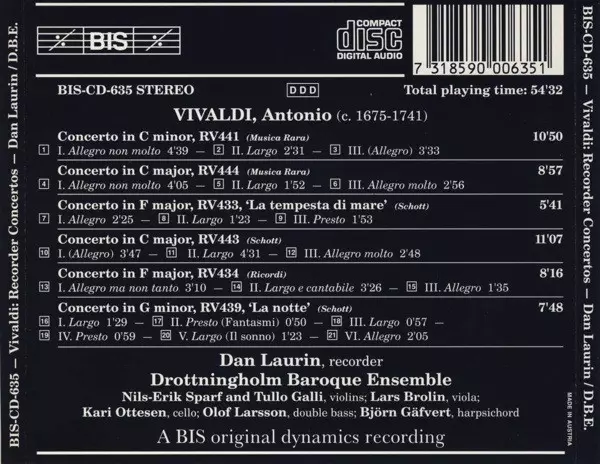 BIS-CD-635 – Vivaldi: Recorder Concertos – Dan Laurin / D.B.E.
BIS
COMPACT
disc
DIGITAL AUDIO
7 318590 006351
BIS-CD-635 STEREO DDD Total playing time: 54'32
VIVALDI, Antonio (c. 1675-1741)
Concerto in C minor, RV441 (Musica Rara) 10'50
1 I. Allegro non molto 4'39 – 2 II. Largo 2'31 – 3 III. (Allegro) 3'33
Concerto in C major, RV444 (Musica Rara) 8'57
4 I. Allegro non molto 4'05 – 5 II. Largo 1'52 – 6 III. Allegro molto 2'56
Concerto in F major, RV433, ‘La tempesta di mare’ (Schott) 5'41
7 I. Allegro 2'25 – 8 II. Largo 1'23 – 9 III. Presto 1'53
Concerto in C major, RV443 (Schott) 11'07
10 I. (Allegro) 3'47 – 11 II. Largo 4'31 – 12 III. Allegro molto 2'48
Concerto in F major, RV434 (Ricordi) 8'16
13 I. Allegro ma non tanto 3'10 – 14 II. Largo e cantabile 3'26 – 15 III. Allegro 1'35
Concerto in G minor, RV439, ‘La notte’ (Schott) 7'48
16 I. Largo 1'29 – 17 II. Presto (Fantasmi) 0'50 – 18 III. Largo 0'57 –
19 IV. Presto 0'59 – 20 V. Largo (Il sonno) 1'23 – 21 VI. Allegro 2'05
Dan Laurin, recorder
Drottningholm Baroque Ensemble
Nils-Erik Sparf and Tullo Galli, violins; Lars Brolin, viola;
Kari Ottesen, cello; Olof Larsson, double bass; Björn Gäfvert, harpsichord
A BIS original dynamics recording
MADE IN AUSTRIA
BIS-CD-635 – Vivaldi: Recorder Concertos – Dan Laurin / D.B.E.